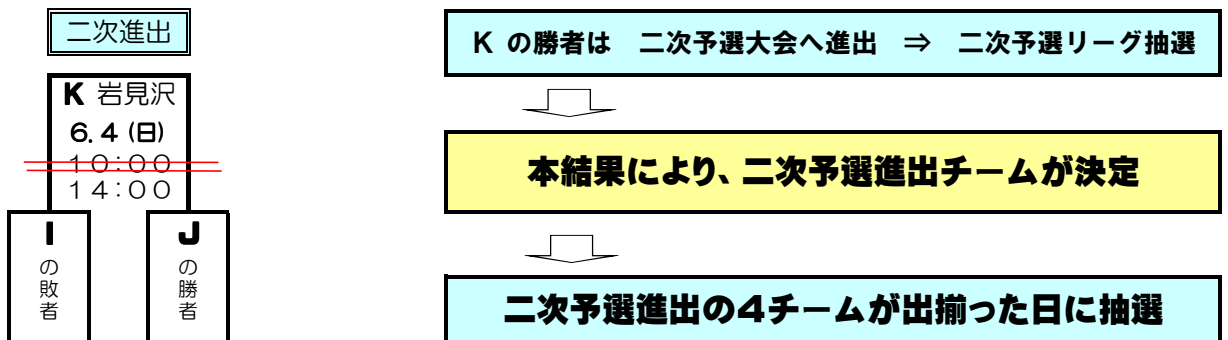 二次進出
K 岩見沢
6.4(日)
10:00
14:00
I
の敗者
J
の勝者
K の勝者は 二次予選大会へ進出 ⇒ 二次予選リーグ抽選
本結果により、二次予選進出チームが決定
二次予選進出の4チームが出揃った日に抽選